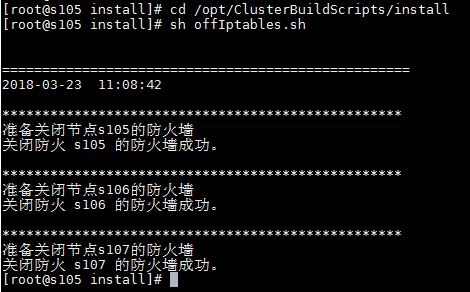 [root@s105 install]# cd /opt/ClusterBuildScripts/install
[root@s105 install]# sh offIptables.sh
===================================================
2018-03-23  11:08:42
**************************************************
准备关闭节点s105的防火墙
关闭防火 s105 的防火墙成功。
**************************************************
准备关闭节点s106的防火墙
关闭防火 s106 的防火墙成功。
**************************************************
准备关闭节点s107的防火墙
关闭防火 s107 的防火墙成功。
[root@s105 install]#